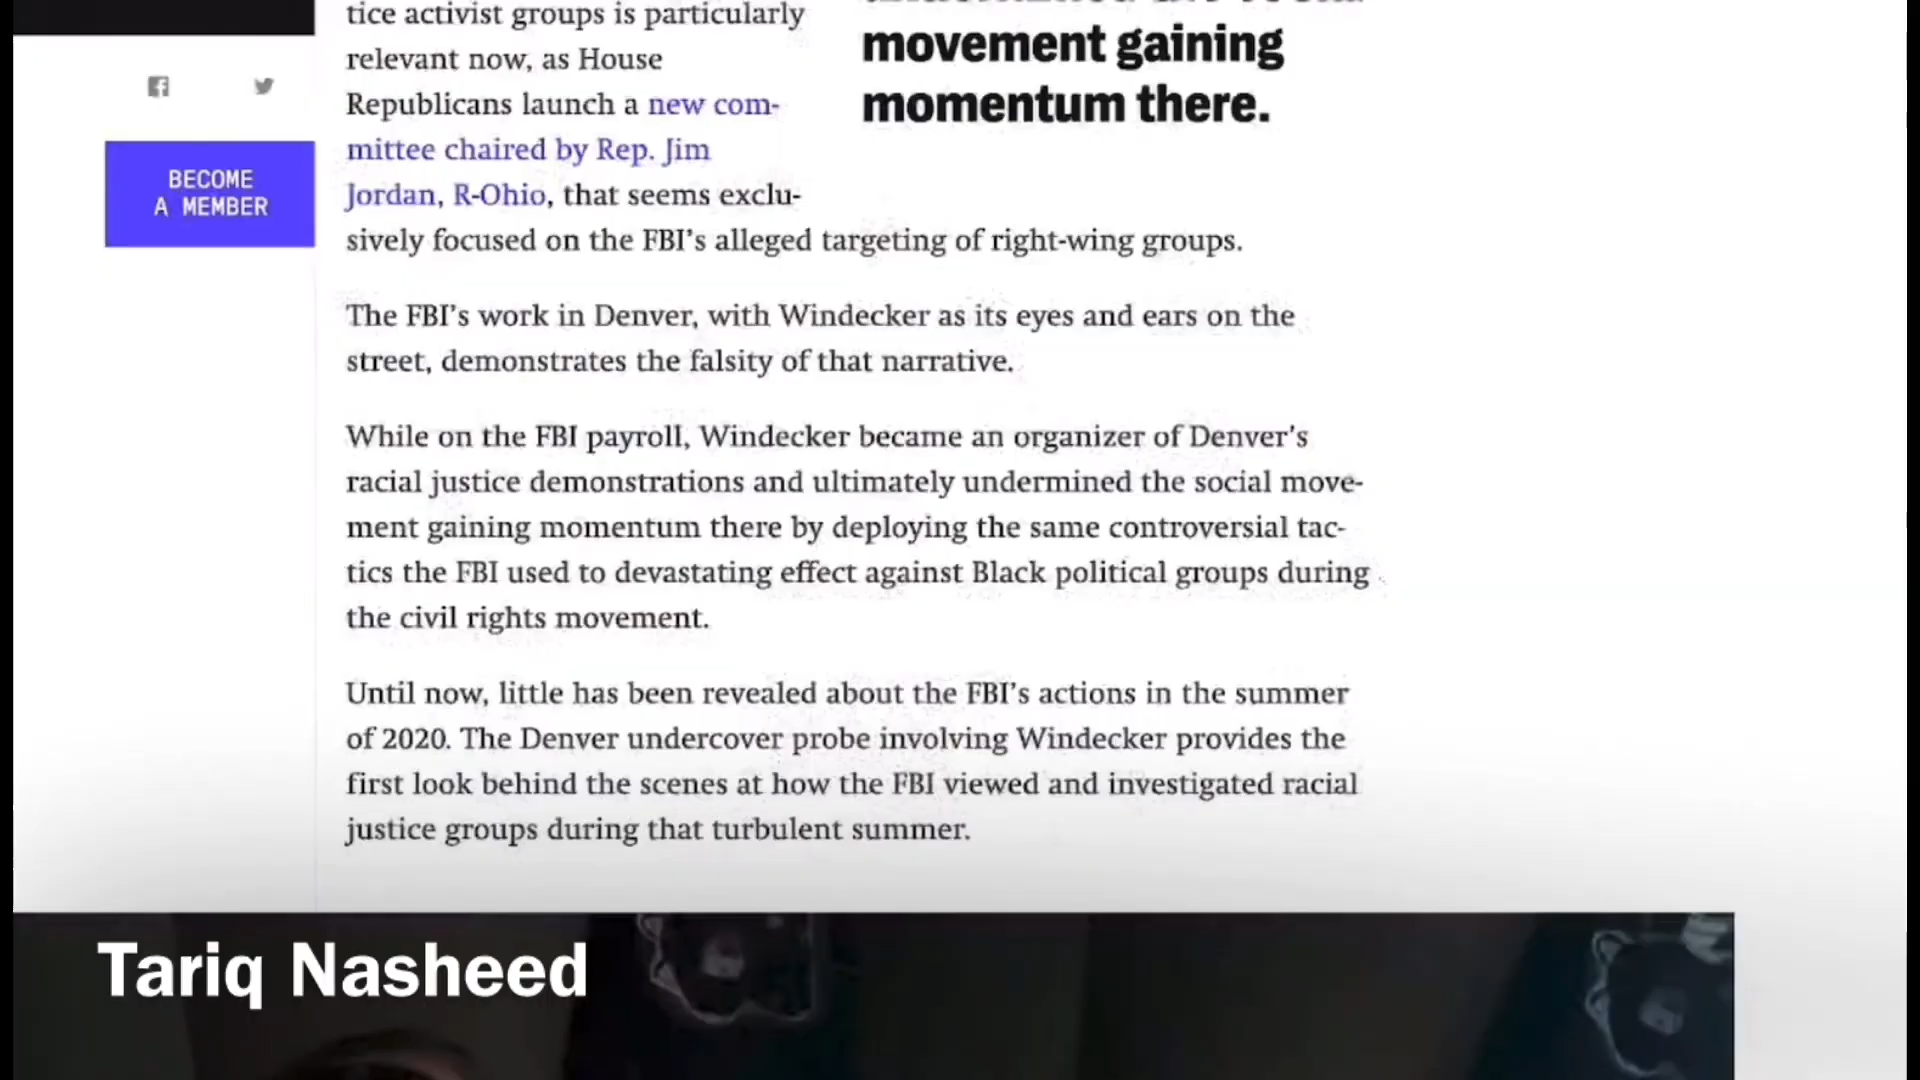 tice activist groups is particularly
relevant now, as House
Republicans launch a new com-
mittee chaired by Rep. Jim
Jordan, R-Ohio, that seems exclu-
sively focused on the FBI’s alleged targeting of right-wing groups.
movement gaining
momentum there.
BECOME
A MEMBER
The FBI’s work in Denver, with Windecker as its eyes and ears on the
street, demonstrates the falsity of that narrative.
While on the FBI payroll, Windecker became an organizer of Denver’s
racial justice demonstrations and ultimately undermined the social move-
ment gaining momentum there by deploying the same controversial tac-
tics the FBI used to devastating effect against Black political groups during
the civil rights movement.
Until now, little has been revealed about the FBI’s actions in the summer
of 2020. The Denver undercover probe involving Windecker provides the
first look behind the scenes at how the FBI viewed and investigated racial
justice groups during that turbulent summer.
Tariq Nasheed